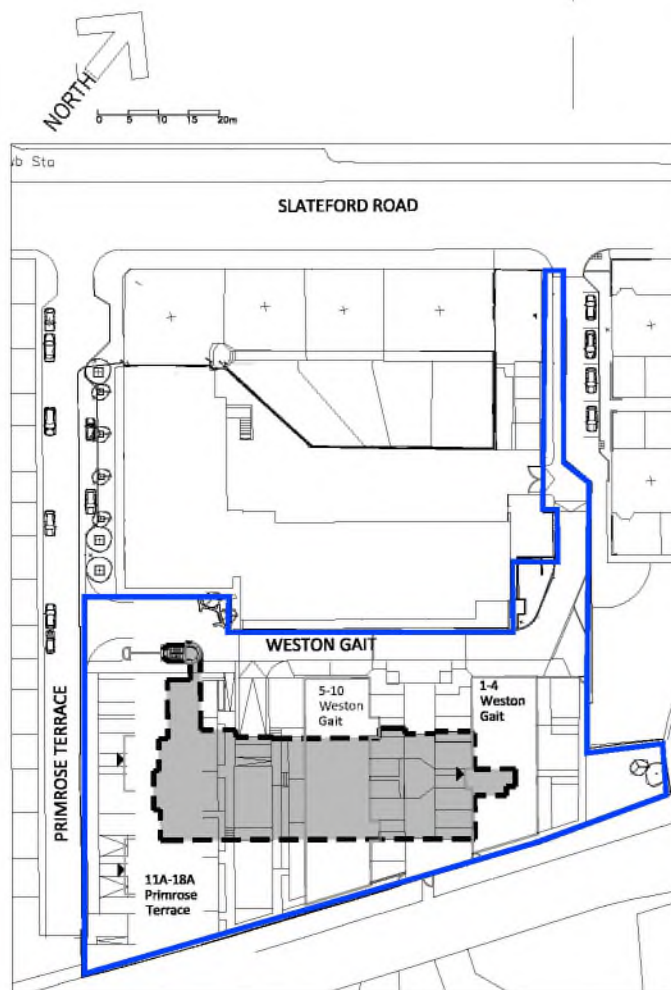 NORTH
0 5 10 15 20m
ub Sta
SLATEFORD ROAD
WESTON GAIT
5-10
Weston
Gait
1-4
Weston
Gait
PRIMROSE TERRACE
11A-18A
Primrose
Terrace